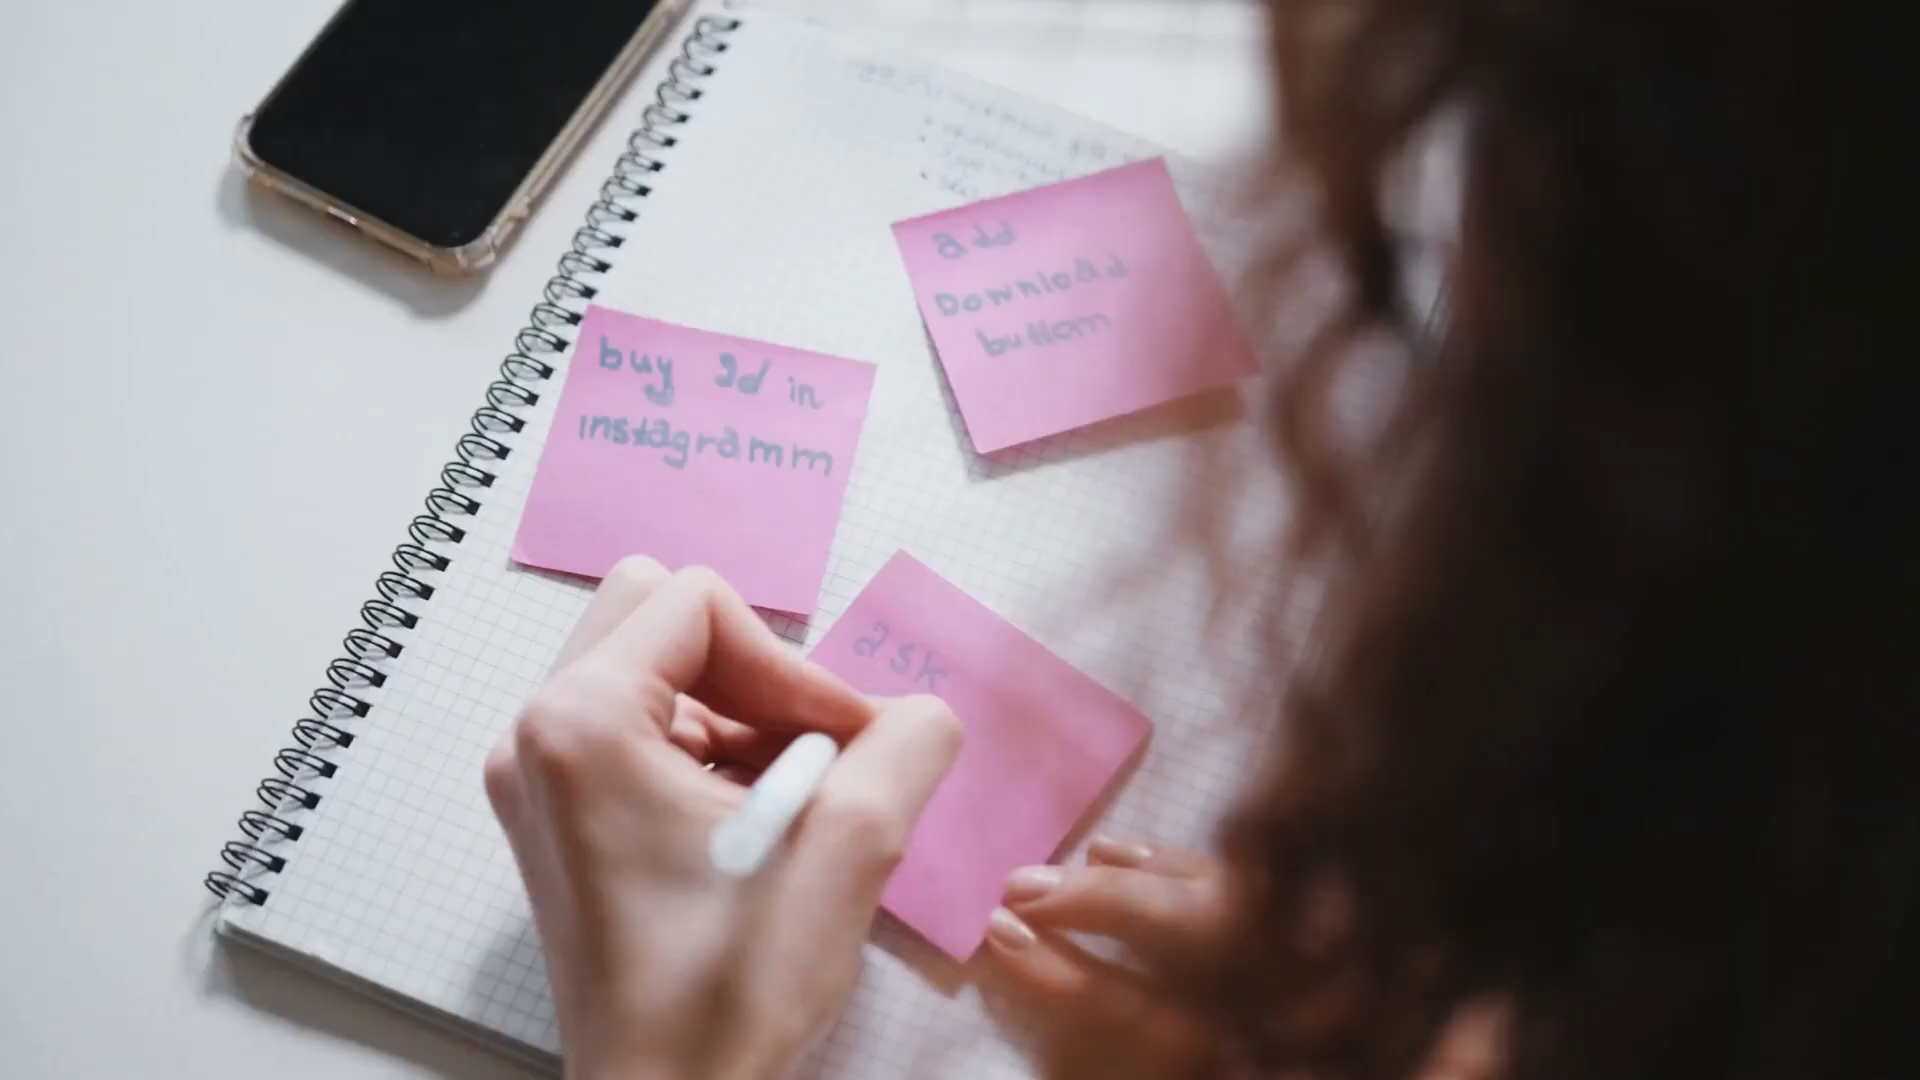 add
Download
button
buy ad in
instagramm
ask